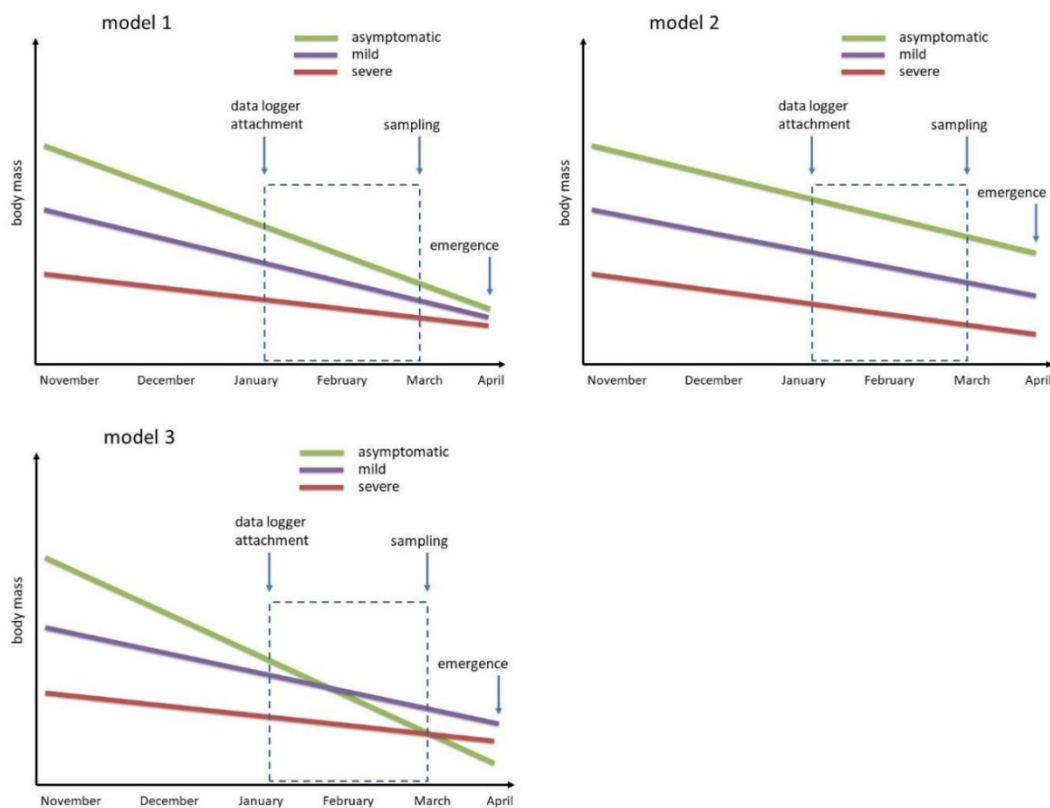 model 1
asymptomatic
mild
severe
data logger
attachment
sampling
emergence
body mass
November December January February March April
model 2
asymptomatic
mild
severe
data logger
attachment
sampling
emergence
body mass
November December January February March April
model 3
asymptomatic
mild
severe
data logger
attachment
sampling
emergence
body mass
November December January February March April